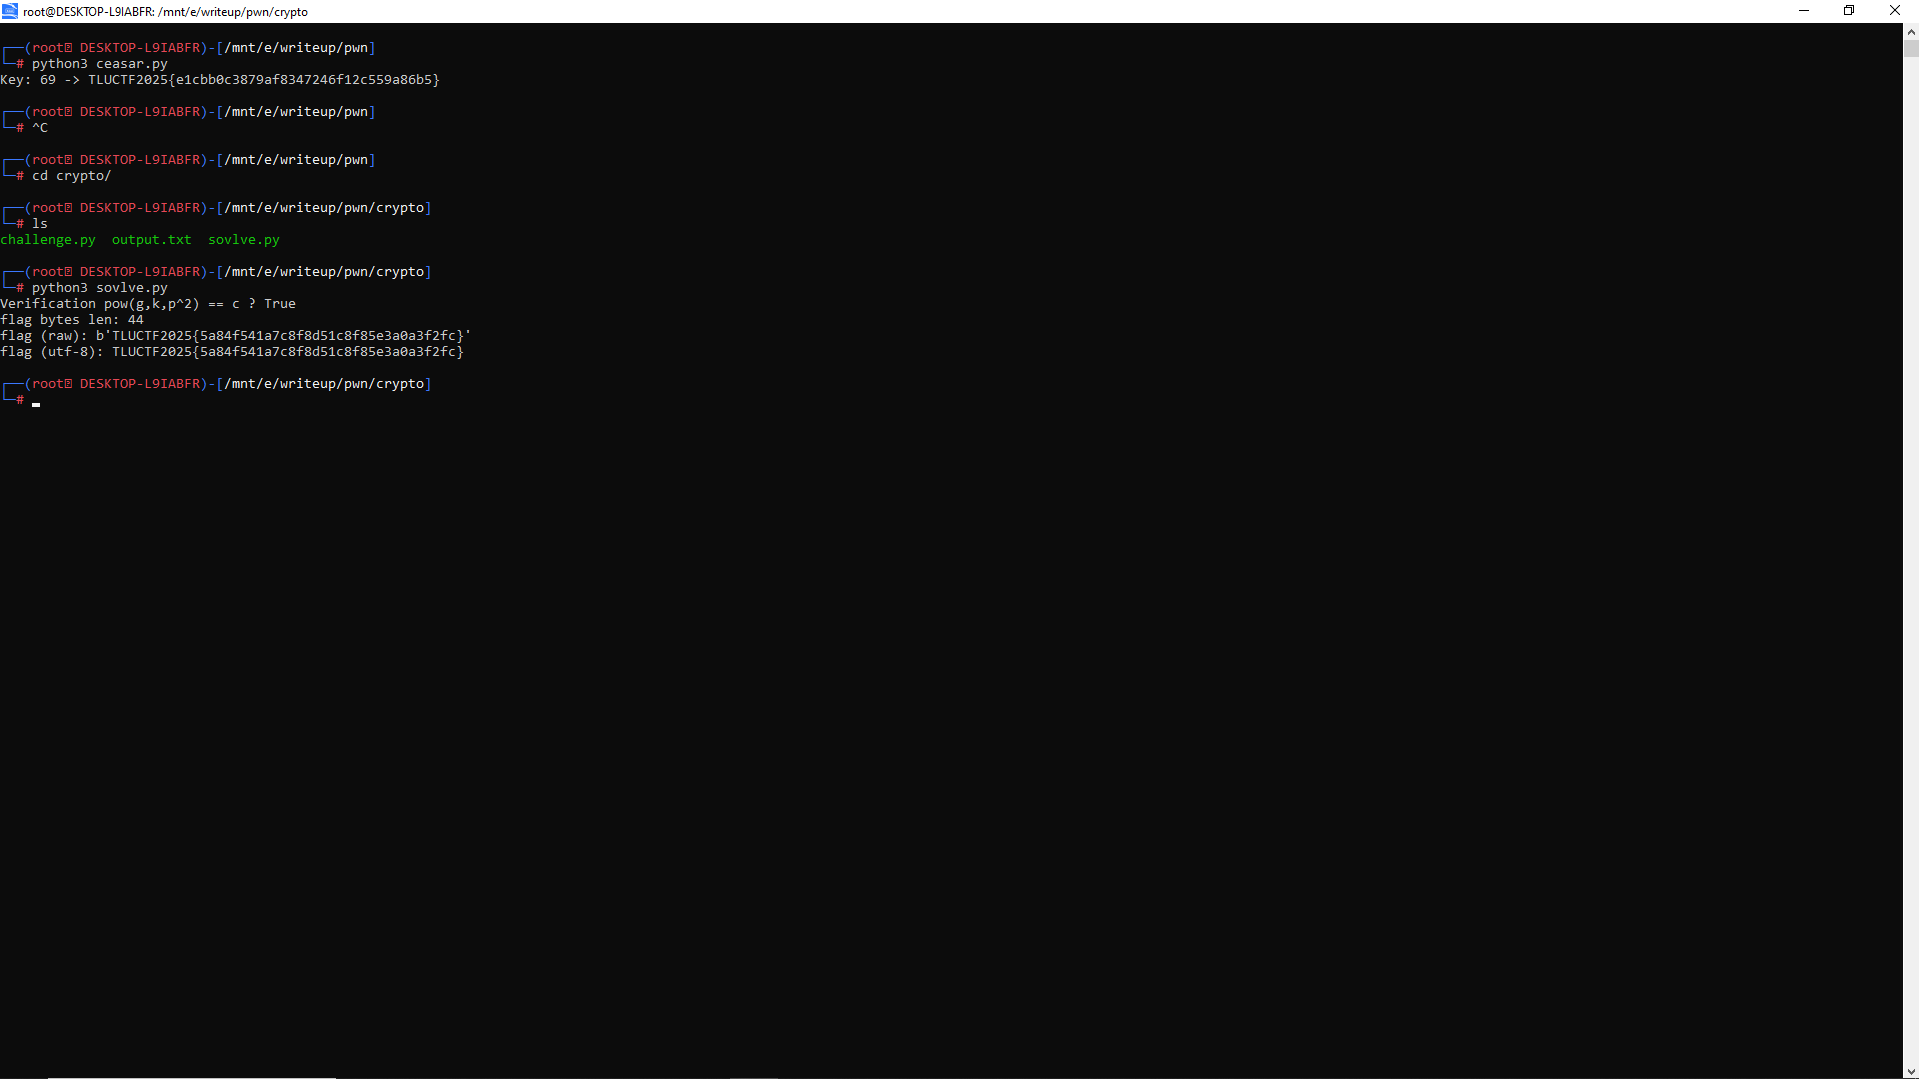 root@DESKTOP-L9IABFR: /mnt/e/writeup/pwn/crypto
┌──(root DESKTOP-L9IABFR)-[/mnt/e/writeup/pwn]
└─# python3 ceasar.py
Key: 69 -> TLUCTF2025{e1cbb0c3879af8347246f12c559a86b5}
┌──(root DESKTOP-L9IABFR)-[/mnt/e/writeup/pwn]
└─# ^C
┌──(root DESKTOP-L9IABFR)-[/mnt/e/writeup/pwn]
└─# cd crypto/
┌──(root DESKTOP-L9IABFR)-[/mnt/e/writeup/pwn/crypto]
└─# ls
challenge.py  output.txt  sovlve.py
┌──(root DESKTOP-L9IABFR)-[/mnt/e/writeup/pwn/crypto]
└─# python3 sovlve.py
Verification pow(g,k,p^2) == c ? True
flag bytes len: 44
flag (raw): b'TLUCTF2025{5a84f541a7c8f8d51c8f85e3a0a3f2fc}'
flag (utf-8): TLUCTF2025{5a84f541a7c8f8d51c8f85e3a0a3f2fc}
┌──(root DESKTOP-L9IABFR)-[/mnt/e/writeup/pwn/crypto]
└─#